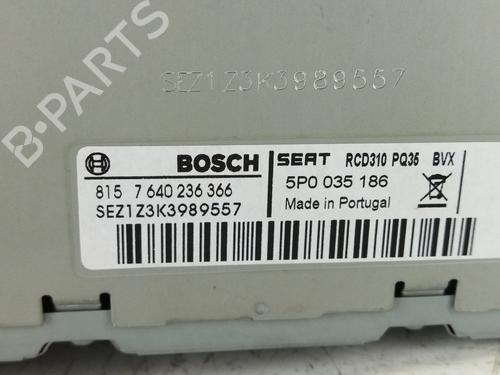 B-PARTS
SEZ1Z3K3989557
BOSCH SEAT RCD310 PQ35 BVX
815 7 640 236 366 5P0 035 186
SEZ1Z3K3989557 Made in Portugal